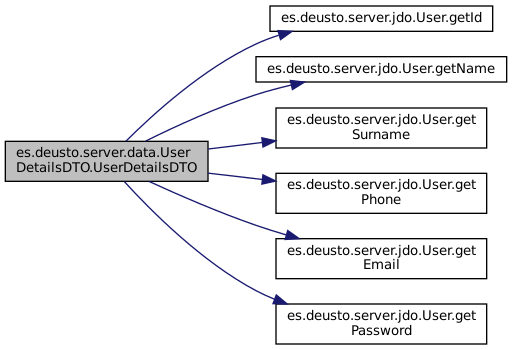 es.deusto.server.data.User
DetailsDTO.UserDetailsDTO
es.deusto.server.jdo.User.getId
es.deusto.server.jdo.User.getName
es.deusto.server.jdo.User.get
Surname
es.deusto.server.jdo.User.get
Phone
es.deusto.server.jdo.User.get
Email
es.deusto.server.jdo.User.get
Password